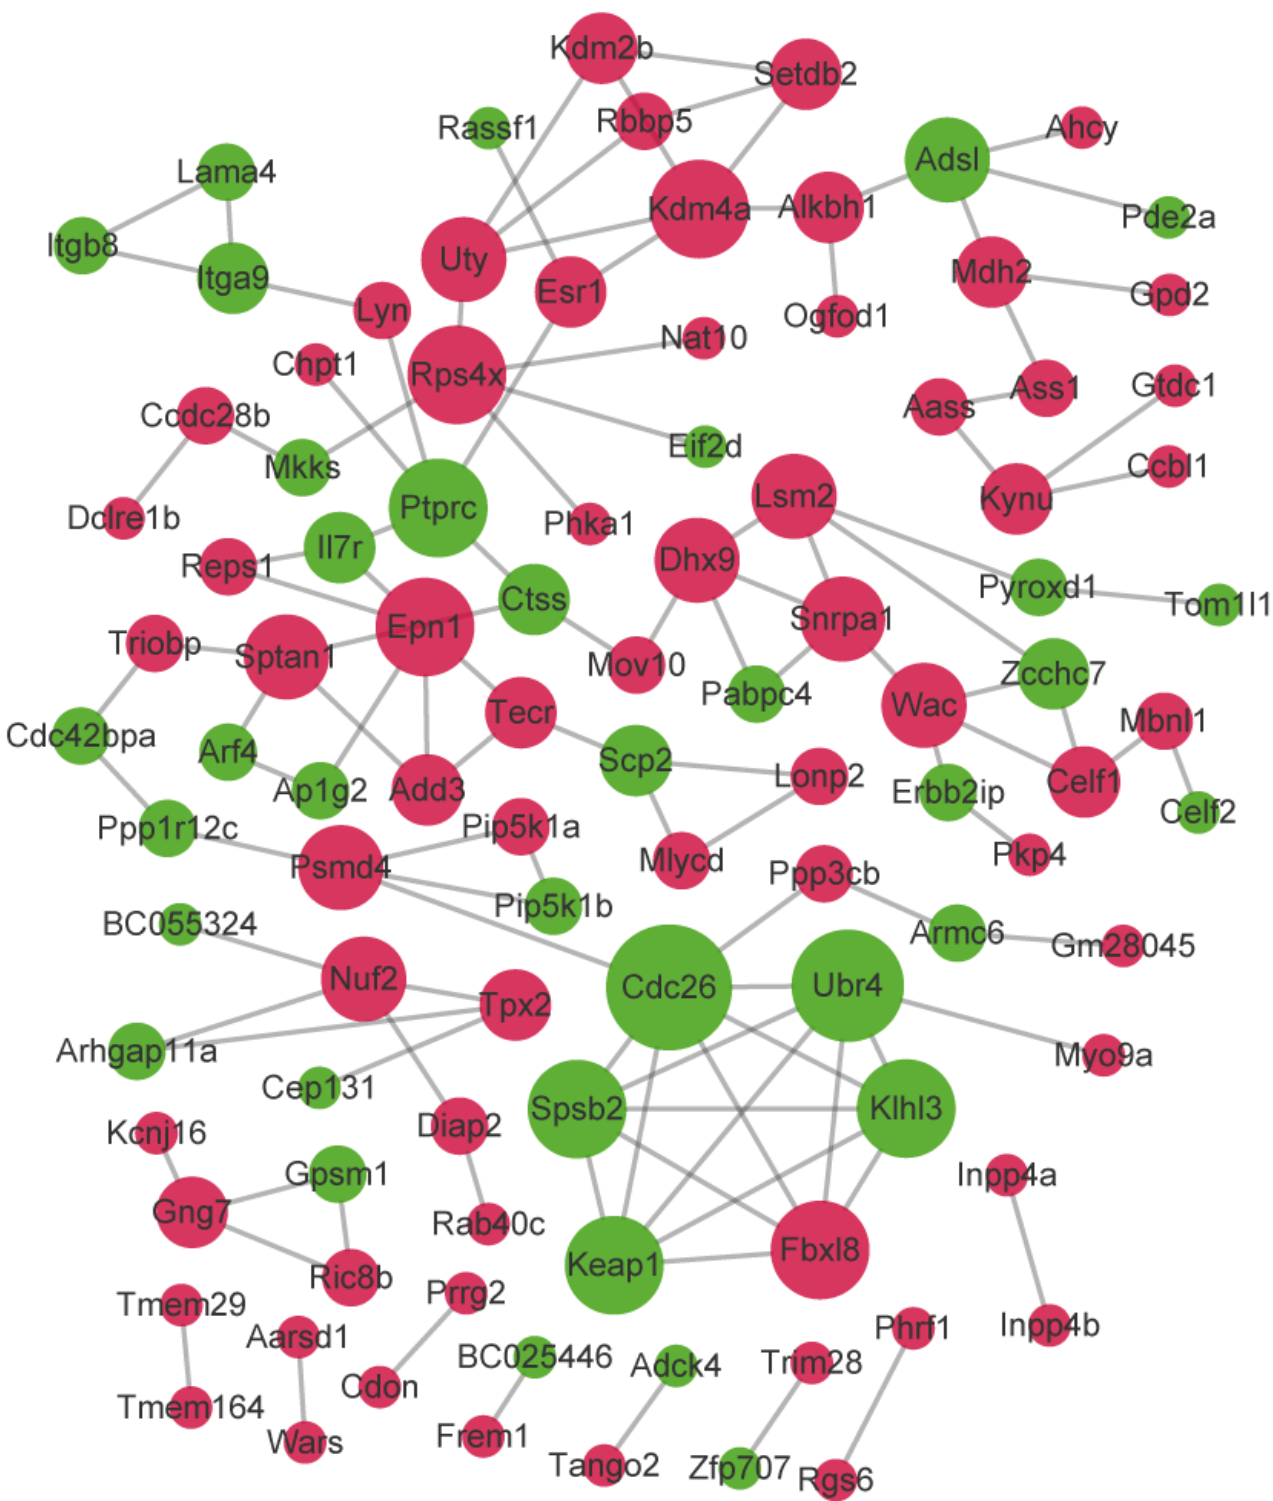 Kdm2b
Setdb2
Rassf1
Rbbp5
Ahcy
Adsl
Lama4
Kdm4a
Alkbh1
Pde2a
Itgb8
Itga9
Uty
Esr1
Mdh2
Gpd2
Lyn
Ogfod1
Nat10
Chpt1
Rps4x
Ass1
Gtdc1
Aass
Ccdc28b
Eif2d
Mkks
Ccbl1
Lsm2
Kynu
Ptprc
Dclre1b
Phka1
Il7r
Dhx9
Reps1
Pyroxd1
Ctss
Tom1l1
Snrpa1
Epn1
Triobp
Sptan1
Mov10
Zcchc7
Pabpc4
Wac
Tecr
Mbnl1
Cdc42bpa
Arf4
Scp2
Lonp2
Celf1
Ap1g2
Add3
Erbb2ip
Celf2
Ppp1r12c
Pip5k1a
Pkp4
Mlycd
Psmd4
Ppp3cb
Pip5k1b
BC055324
Armc6
Gm28045
Nuf2
Cdc26
Ubr4
Tpx2
Arhgap11a
Myo9a
Cep131
Spsb2
Klhl3
Diap2
Kcnj16
Gpsm1
Inpp4a
Gng7
Rab40c
Fbxl8
Keap1
Ric8b
Prrg2
Tmem29
Aarsd1
Phrf1
Inpp4b
BC025446
Adck4
Trim28
Cdon
Tmem164
Wars
Frem1
Tango2
Zfp707
Rgs6